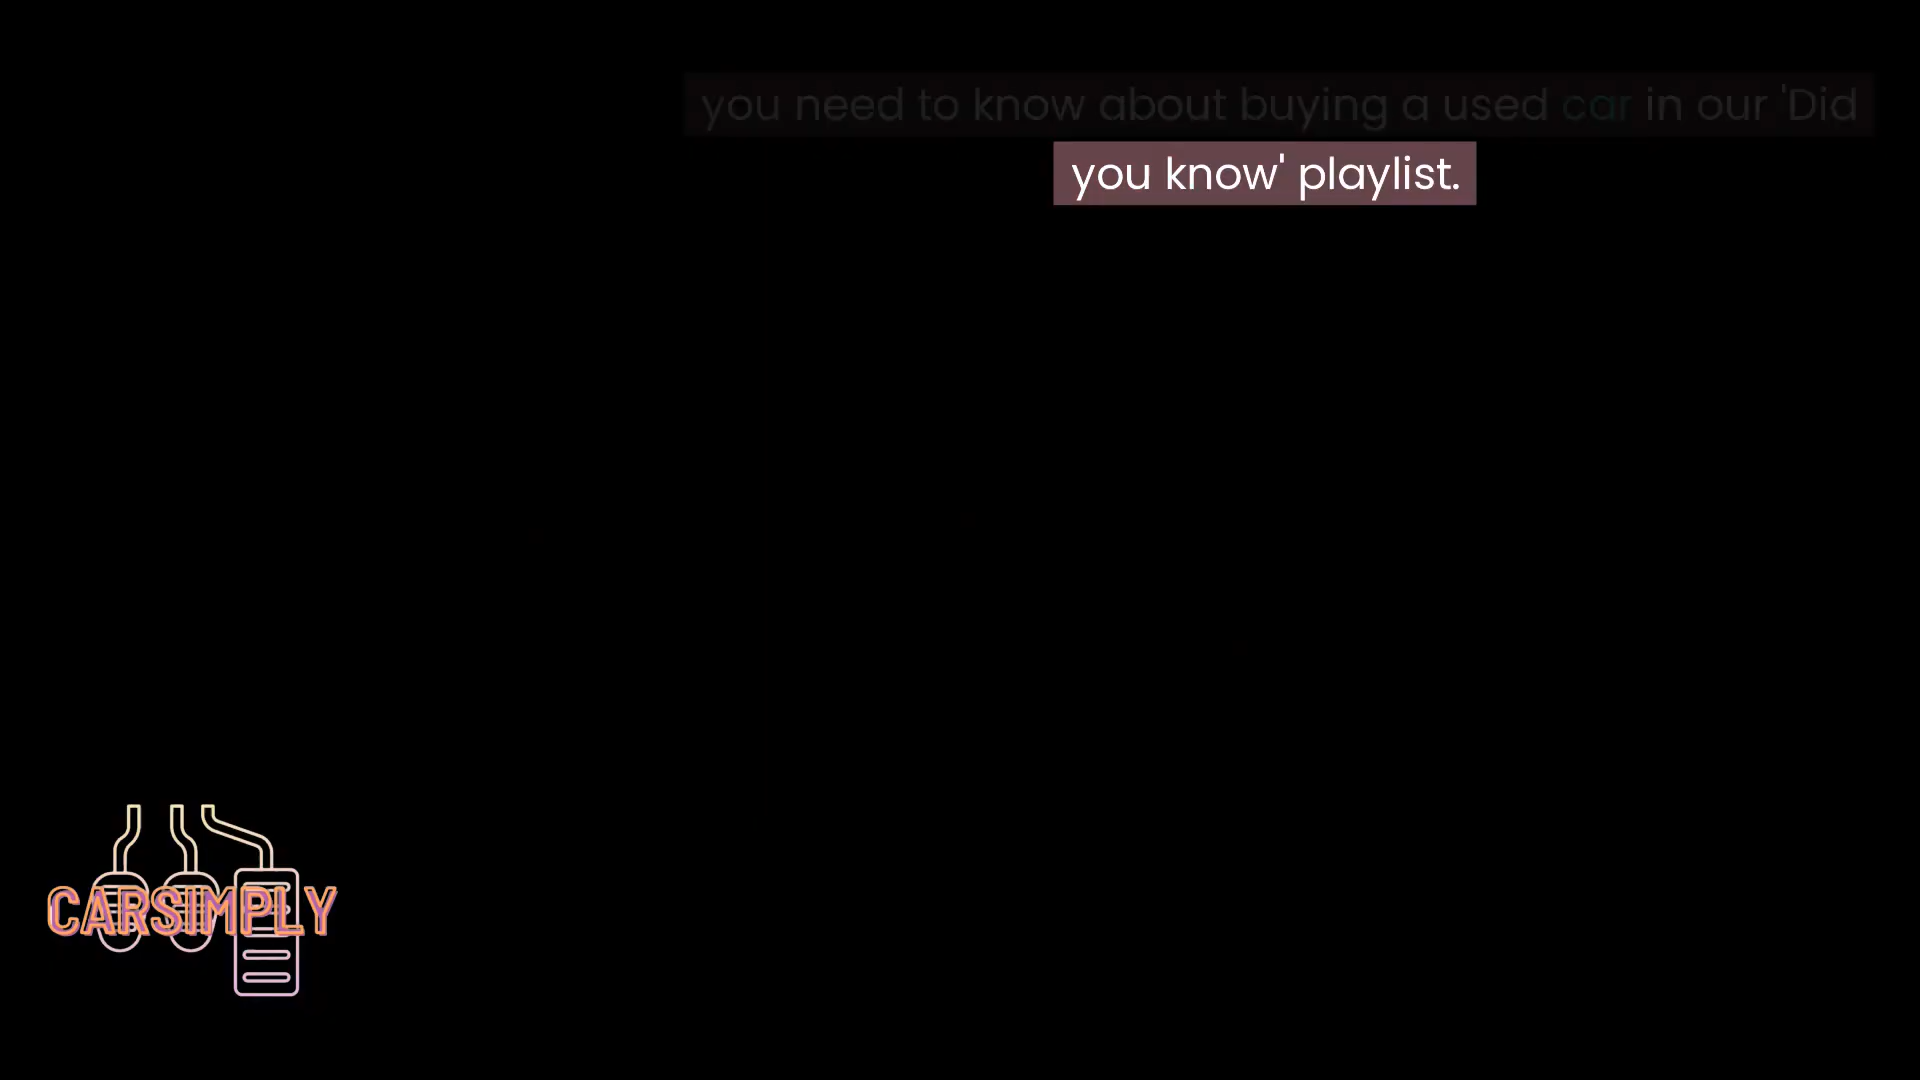 you need to know about buying a used car in our 'Did
you know' playlist.
CARSIMPLY